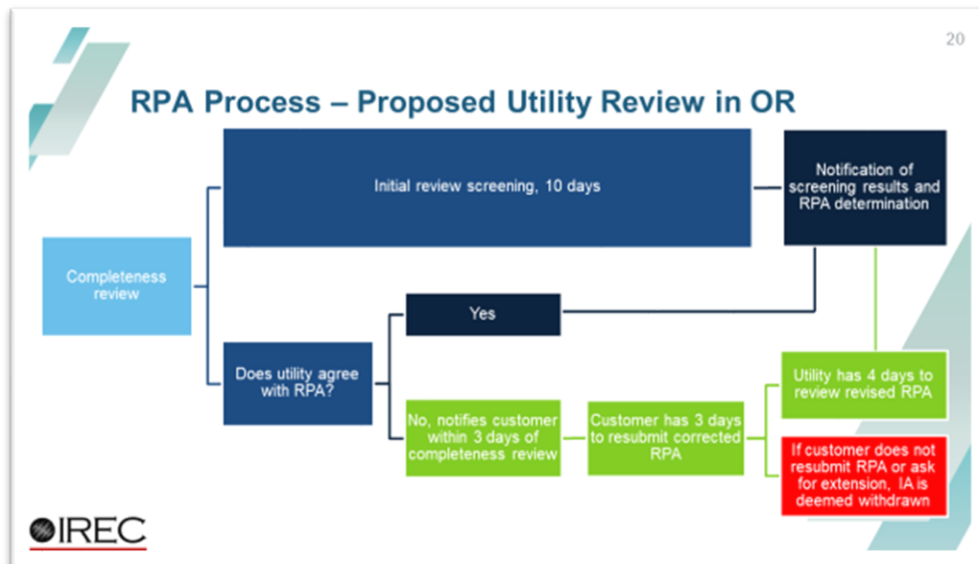 20
RPA Process – Proposed Utility Review in OR
Initial review screening, 10 days
Notification of
screening results and
RPA determination
Completeness
review
Yes
Does utility agree
with RPA?
No, notifies customer
within 3 days of
completeness review
Customer has 3 days
to resubmit corrected
RPA
Utility has 4 days to
review revised RPA
If customer does not
resubmit RPA or ask
for extension, IA is
deemed withdrawn
IREC